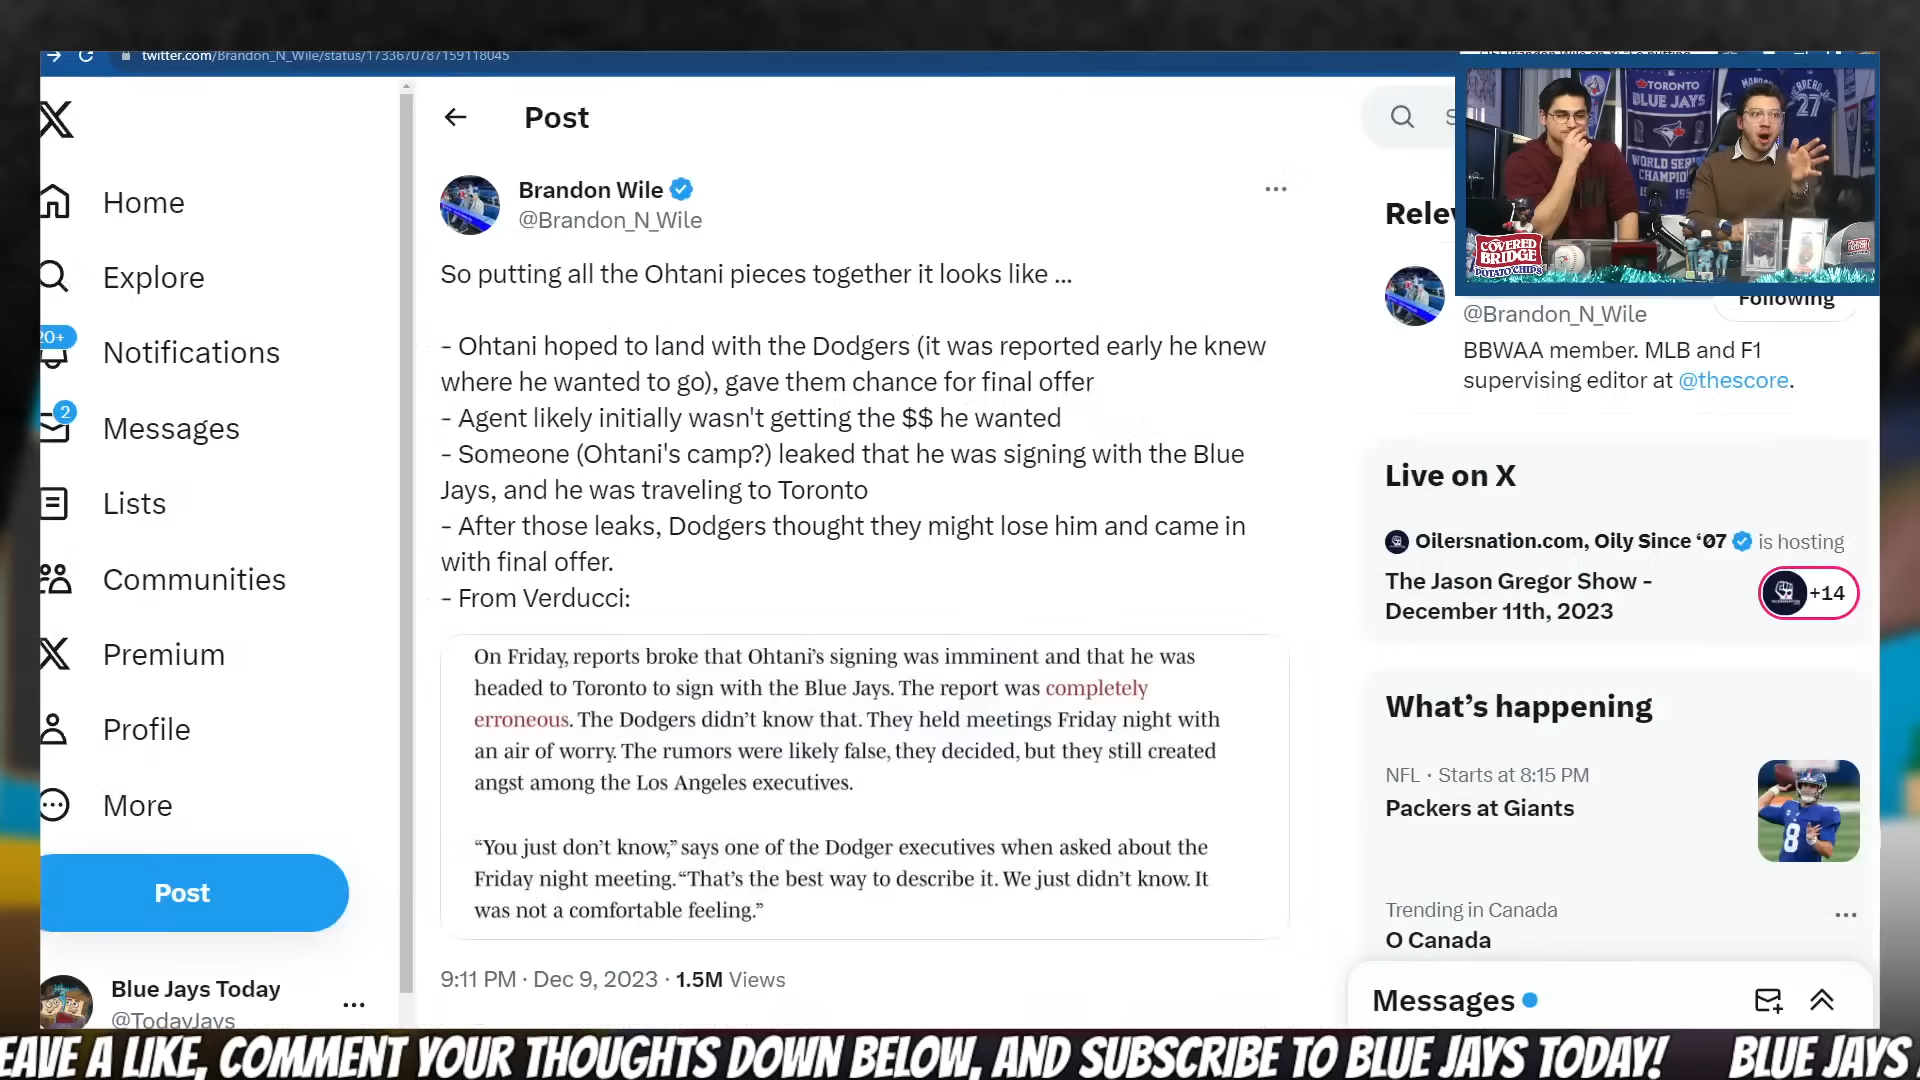 twitter.com/Brandon_N_Wile/status/1733670787159118045
Home
Explore
20+
Notifications
2
Messages
Lists
Communities
Premium
Profile
More
Post
Blue Jays Today
@TodayJays
Post
Brandon Wile
@Brandon_N_Wile
So putting all the Ohtani pieces together it looks like ...
- Ohtani hoped to land with the Dodgers (it was reported early he knew
where he wanted to go), gave them chance for final offer
- Agent likely initially wasn't getting the $$ he wanted
- Someone (Ohtani's camp?) leaked that he was signing with the Blue
Jays, and he was traveling to Toronto
- After those leaks, Dodgers thought they might lose him and came in
with final offer.
- From Verducci:
On Friday, reports broke that Ohtani’s signing was imminent and that he was
headed to Toronto to sign with the Blue Jays. The report was completely
erroneous. The Dodgers didn’t know that. They held meetings Friday night with
an air of worry. The rumors were likely false, they decided, but they still created
angst among the Los Angeles executives.
“You just don’t know,” says one of the Dodger executives when asked about the
Friday night meeting. “That’s the best way to describe it. We just didn’t know. It
was not a comfortable feeling.”
9:11 PM · Dec 9, 2023 · 1.5M Views
TORONTO
BLUE JAYS
WORLD SERI
CHAMPIO
27
COVERED
BRIDGE
POTATO CHIPS
Rele
Following
@Brandon_N_Wile
BBWAA member. MLB and F1
supervising editor at @thescore.
Live on X
Oilersnation.com, Oily Since ‘07 is hosting
The Jason Gregor Show -
December 11th, 2023
+14
What’s happening
NFL · Starts at 8:15 PM
Packers at Giants
8
Trending in Canada
O Canada
Messages
EAVE A LIKE, COMMENT YOUR THOUGHTS DOWN BELOW, AND SUBSCRIBE TO BLUE JAYS TODAY! BLUE JAYS